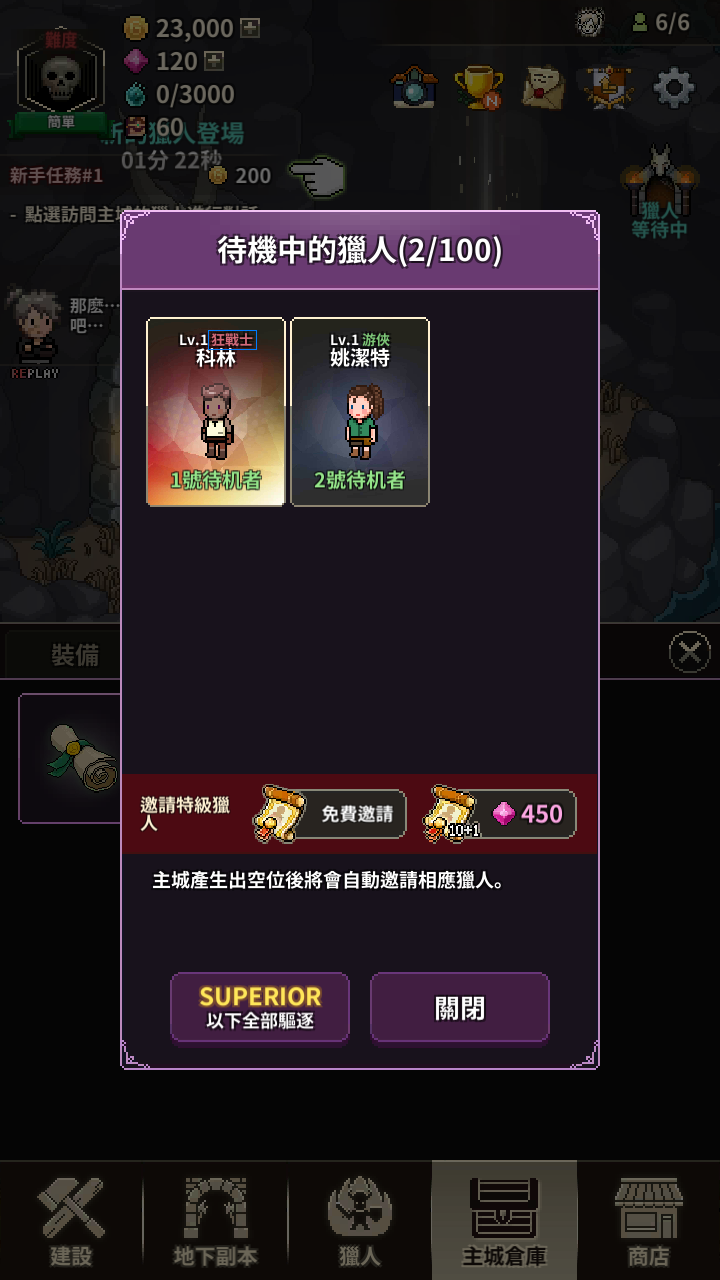 難度
簡單
23,000
120
0/3000
60
6/6
新的獵人登場
01分 22秒
新手任務#1
200
獵人
等待中
那麼…
吧…
REPLAY
待機中的獵人(2/100)
Lv.1 狂戰士
科林
1號待机者
Lv.1 游俠
姚潔特
2號待机者
裝備
邀請特級獵
人
免費邀請
10+1
450
主城產生出空位後將會自動邀請相應獵人。
SUPERIOR
以下全部驅逐
關閉
建設
地下副本
獵人
主城倉庫
商店